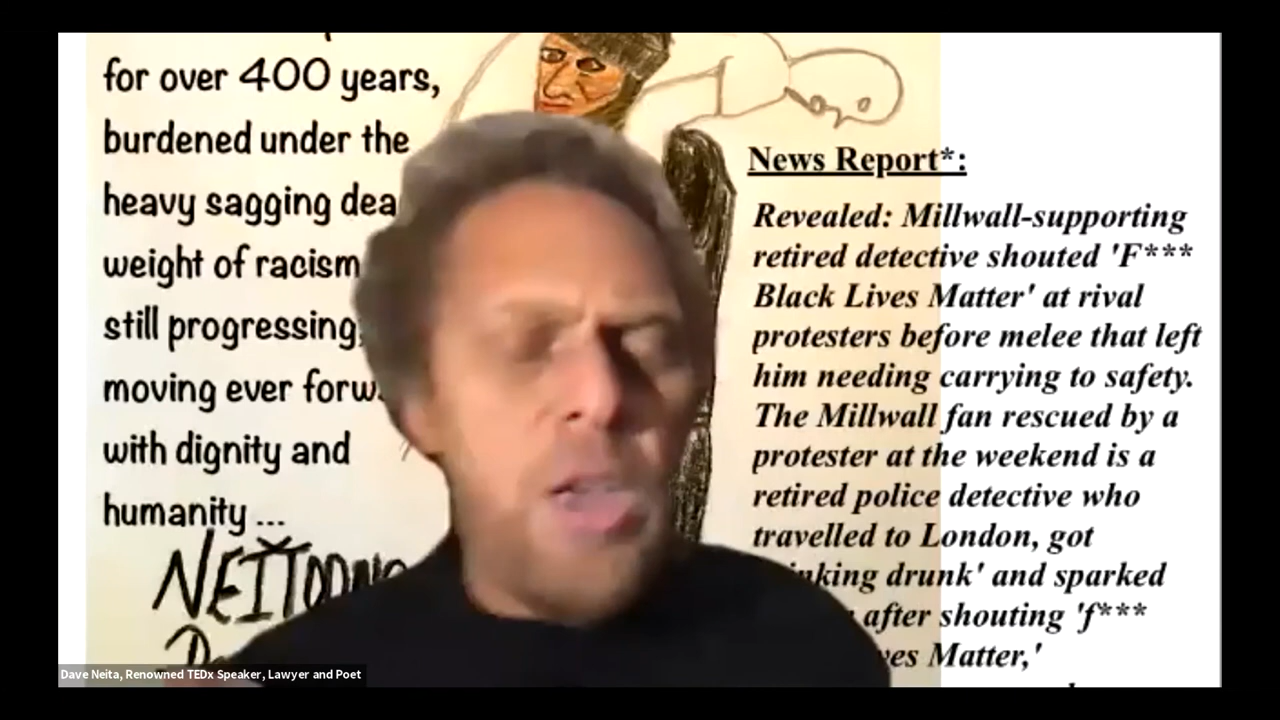 for over 400 years,
burdened under the
heavy sagging dea
weight of racism
still progressing,
moving ever forw
with dignity and
humanity ...
News Report*:
Revealed: Millwall-supporting
retired detective shouted 'F***
Black Lives Matter' at rival
protesters before melee that left
him needing carrying to safety.
The Millwall fan rescued by a
protester at the weekend is a
retired police detective who
travelled to London, got
nking drunk' and sparked
after shouting 'f***
ves Matter,'
Dave Neita, Renowned TEDx Speaker, Lawyer and Poet